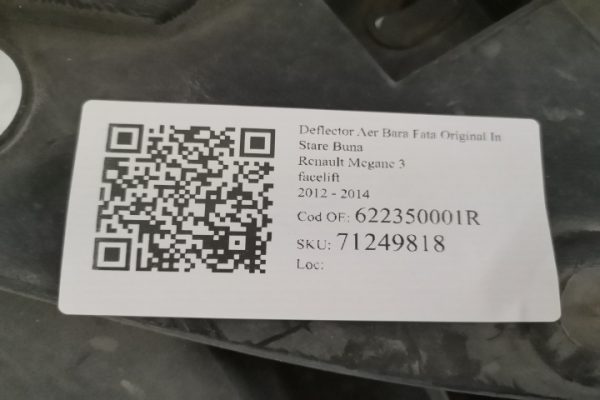 Deflector Aer Bara Fata Original In
Stare Buna
Renault Megane 3
facelift
2012 - 2014
Cod OE: 622350001R
SKU: 71249818
Loc: